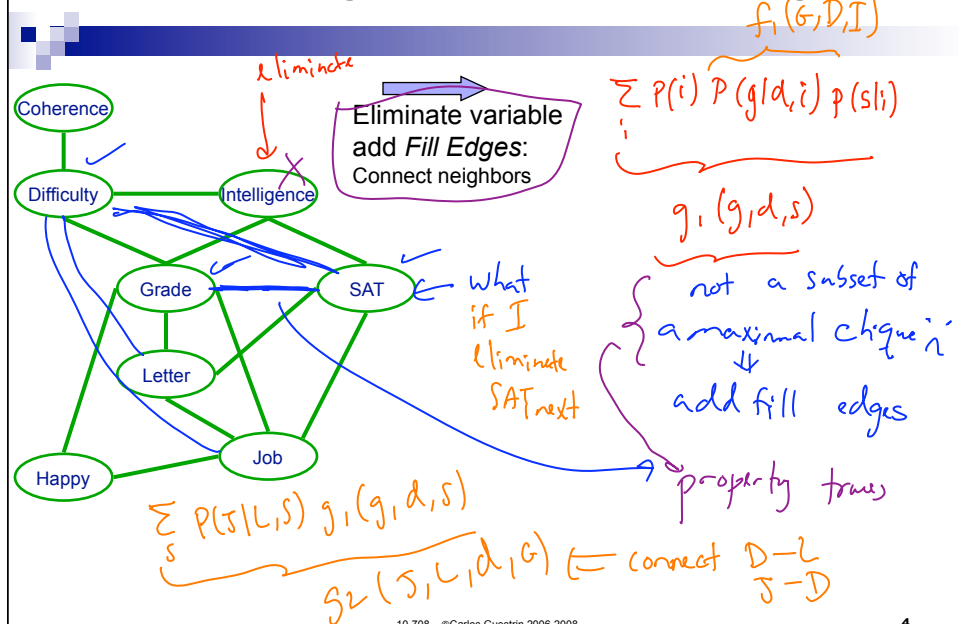 f₁(G,D,I)
eliminate
Σ P(i) P(g|d,i) p(s|i)
i
Coherence
Eliminate variable
add Fill Edges:
Connect neighbors
Difficulty
Intelligence
g₁(g,d,s)
Grade
SAT
what
if I
eliminate
SAT next
not a subset of
a maximal clique in
⇓
add fill edges
Letter
Job
Happy
property
Σ P(J|L,S) g₁(g,d,s)
S
g₂(J,L,d,G) ⇐ connect D-L
J-D
10-708 - ©Carlos Guestrin 2006-2008
4